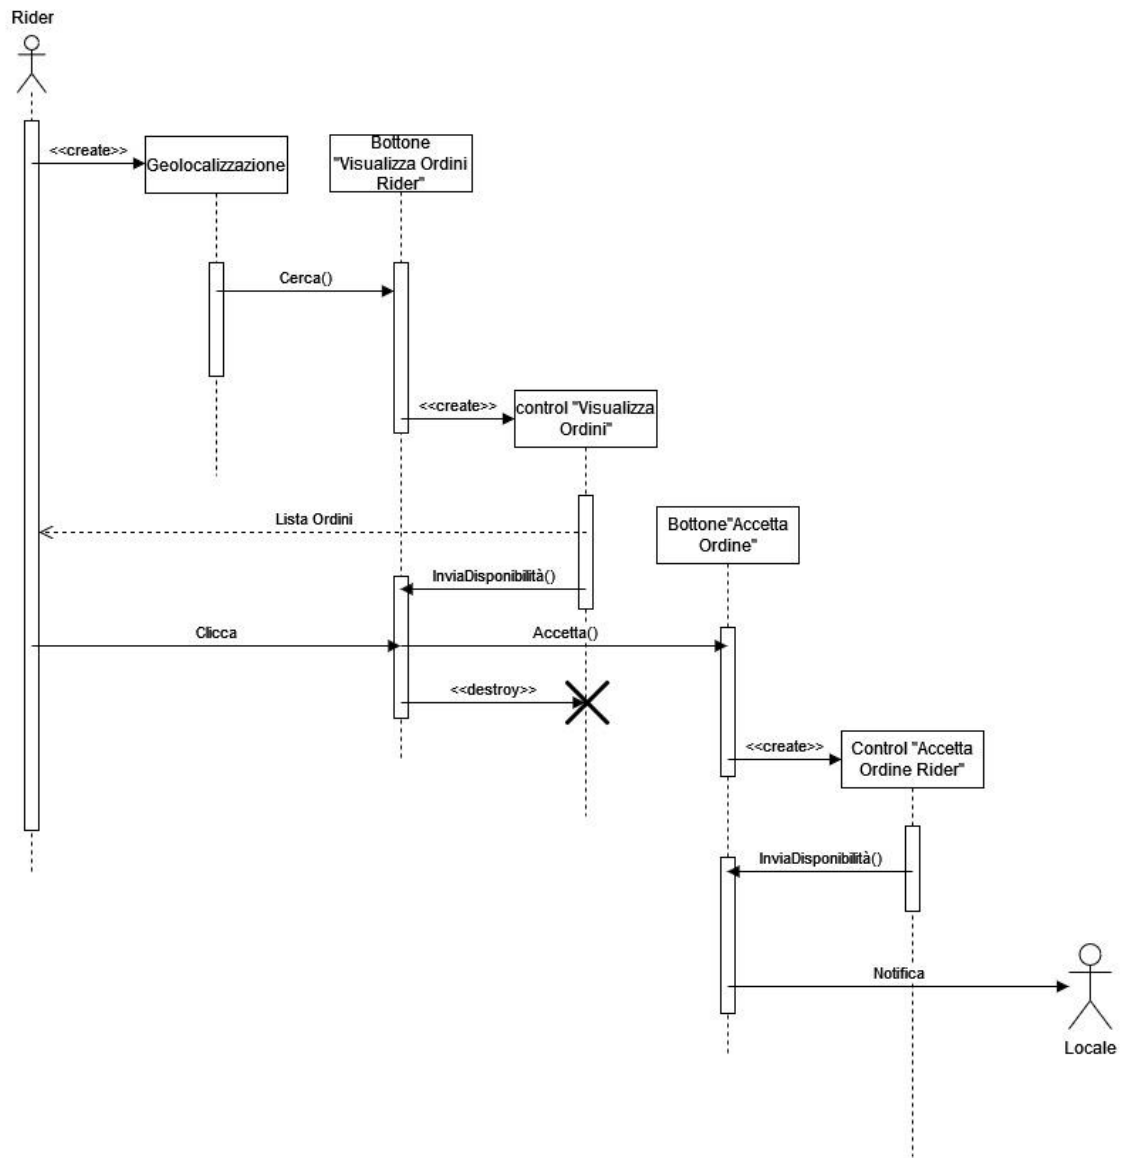 Rider
Bottone
"Visualizza Ordini
Rider"
<<create>>
Geolocalizzazione
Cerca()
<<create>>
control "Visualizza
Ordini"
Lista Ordini
Bottone"Accetta
Ordine"
InviaDisponibilità()
Clicca
Accetta()
<<destroy>>
<<create>>
Control "Accetta
Ordine Rider"
InviaDisponibilità()
Notifica
Locale